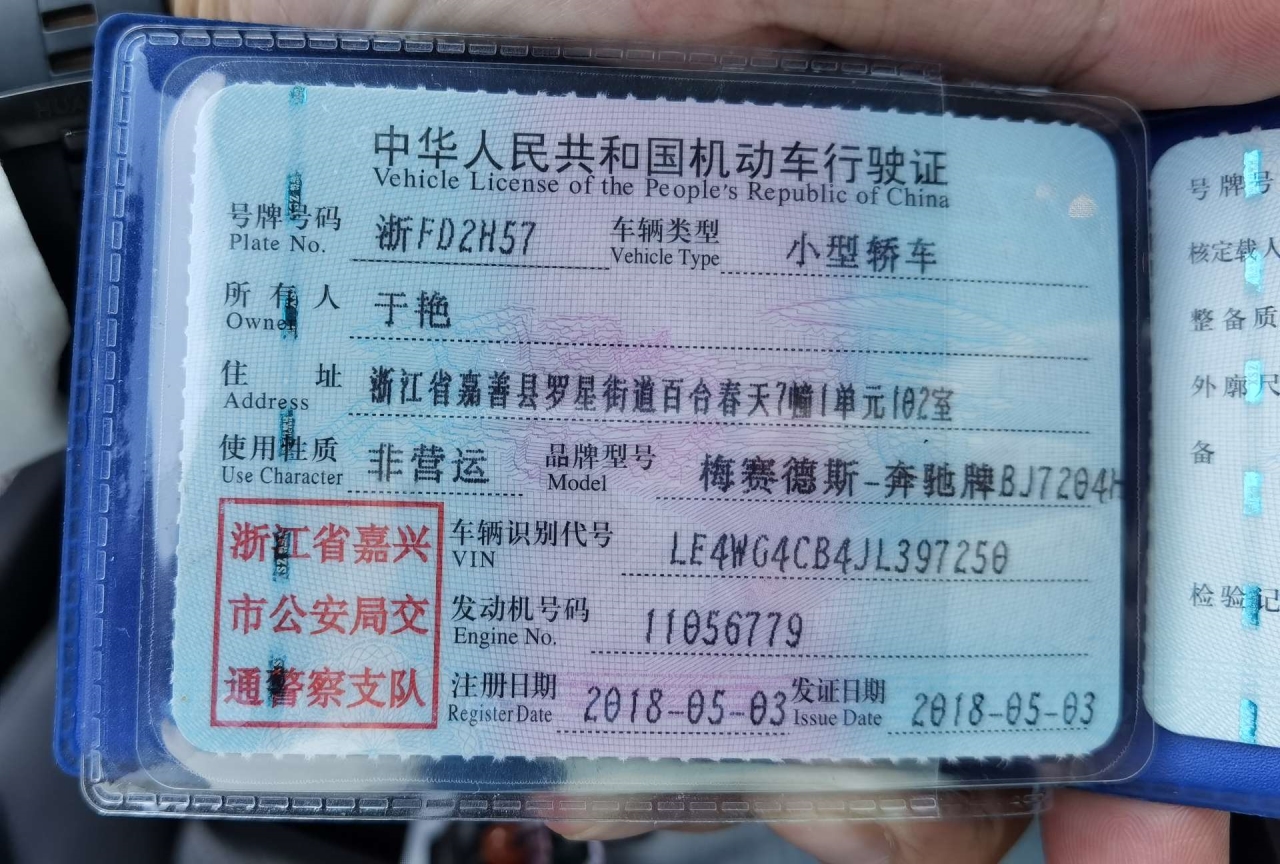 中华人民共和国机动车行驶证
Vehicle License of the People's Republic of China
号牌号码 浙FD2H57 车辆类型 小型轿车
Plate No. Vehicle Type
所有人 于艳
Owner
住址 浙江省嘉善县罗星街道百合春天7幢1单元102室
Address
使用性质 非营运 品牌型号 梅赛德斯-奔驰牌BJ7204H
Use Character Model
浙江省嘉兴
市公安局交
通警察支队
车辆识别代号 LE4WG4CB4JL397250
VIN
发动机号码 11056779
Engine No.
注册日期 2018-05-03 发证日期 2018-05-03
Register Date Issue Date
号牌号
核定载人
整备质
外廓尺
备
检验记